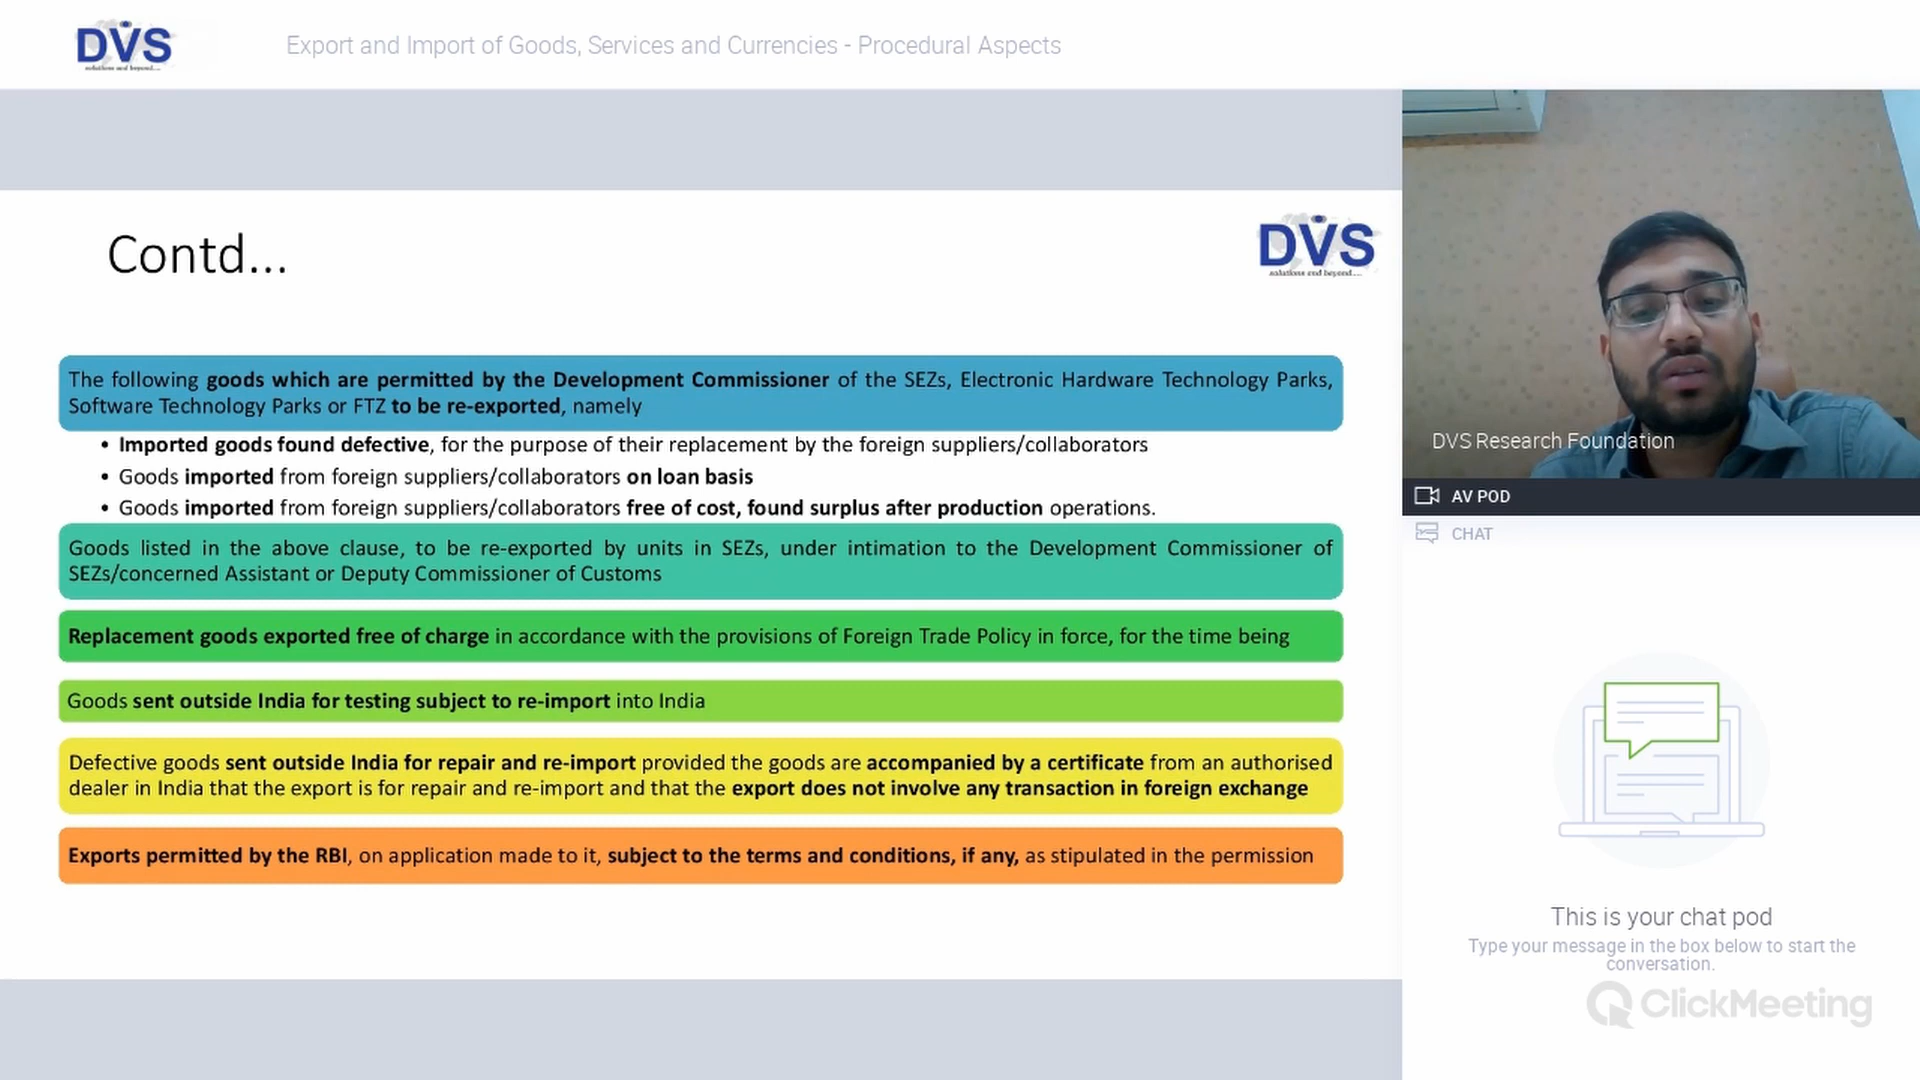 DVS
solutions and beyond....
Export and Import of Goods, Services and Currencies - Procedural Aspects
Contd...
DVS
solutions and beyond....
The following goods which are permitted by the Development Commissioner of the SEZs, Electronic Hardware Technology Parks,
Software Technology Parks or FTZ to be re-exported, namely
• Imported goods found defective, for the purpose of their replacement by the foreign suppliers/collaborators
• Goods imported from foreign suppliers/collaborators on loan basis
• Goods imported from foreign suppliers/collaborators free of cost, found surplus after production operations.
Goods listed in the above clause, to be re-exported by units in SEZs, under intimation to the Development Commissioner of
SEZs/concerned Assistant or Deputy Commissioner of Customs
Replacement goods exported free of charge in accordance with the provisions of Foreign Trade Policy in force, for the time being
Goods sent outside India for testing subject to re-import into India
Defective goods sent outside India for repair and re-import provided the goods are accompanied by a certificate from an authorised
dealer in India that the export is for repair and re-import and that the export does not involve any transaction in foreign exchange
Exports permitted by the RBI, on application made to it, subject to the terms and conditions, if any, as stipulated in the permission
DVS Research Foundation
AV POD
CHAT
This is your chat pod
Type your message in the box below to start the
conversation.
ClickMeeting